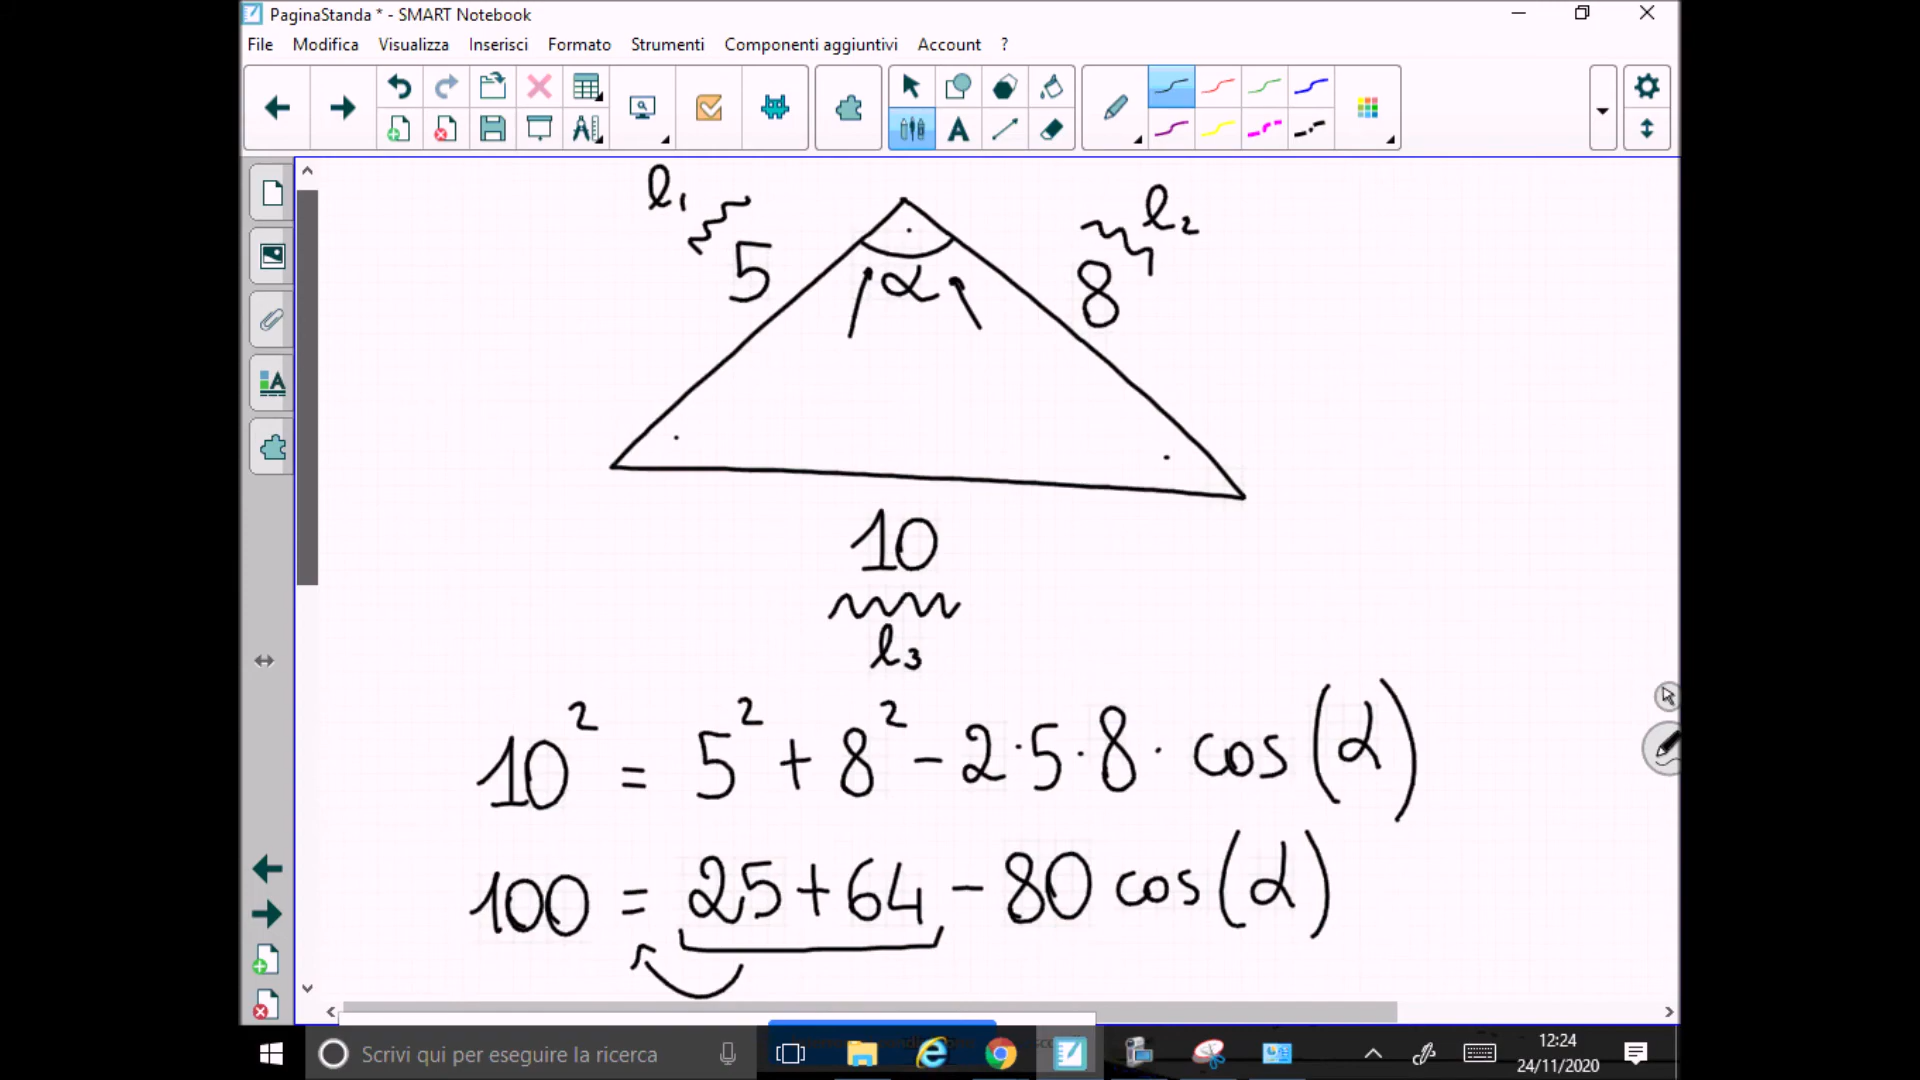 PaginaStanda * - SMART Notebook
File Modifica Visualizza Inserisci Formato Strumenti Componenti aggiuntivi Account ?
l₁
l₂
5
α
8
10
l₃
10² = 5² + 8² - 2·5·8· cos(α)
100 = 25 + 64 - 80 cos(α)
Scrivi qui per eseguire la ricerca
12:24
24/11/2020